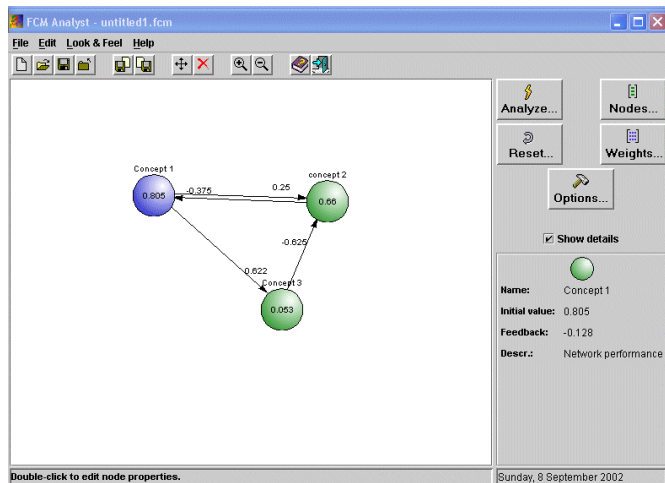 FCM Analyst - untitled1.fcm
File Edit Look & Feel Help
Analyze...
Nodes...
Reset...
Weights...
Options...
Show details
Concept 1
0.805
-0.375
0.25
concept 2
0.66
-0.625
0.622
Concept 3
0.053
Name: Concept 1
Initial value: 0.805
Feedback: -0.128
Descr.: Network performance
Double-click to edit node properties.
Sunday, 8 September 2002